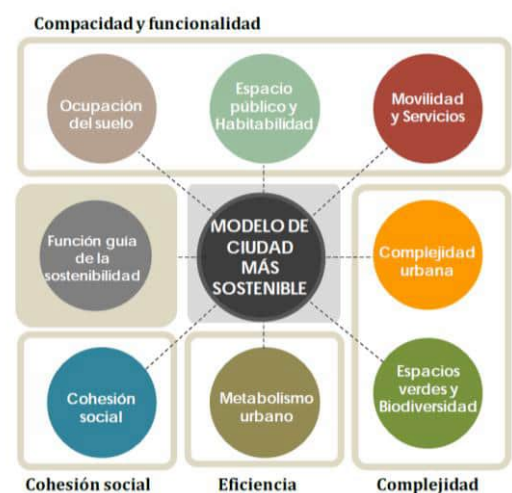 Compacidad y funcionalidad
Ocupación
del suelo
Espacio
público y
Habitabilidad
Movilidad
y Servicios
Función guía
de la
sostenibilidad
MODELO DE
CIUDAD
MÁS
SOSTENIBLE
Complejidad
urbana
Cohesión
social
Metabolismo
urbano
Espacios
verdes y
Biodiversidad
Cohesión social
Eficiencia
Complejidad